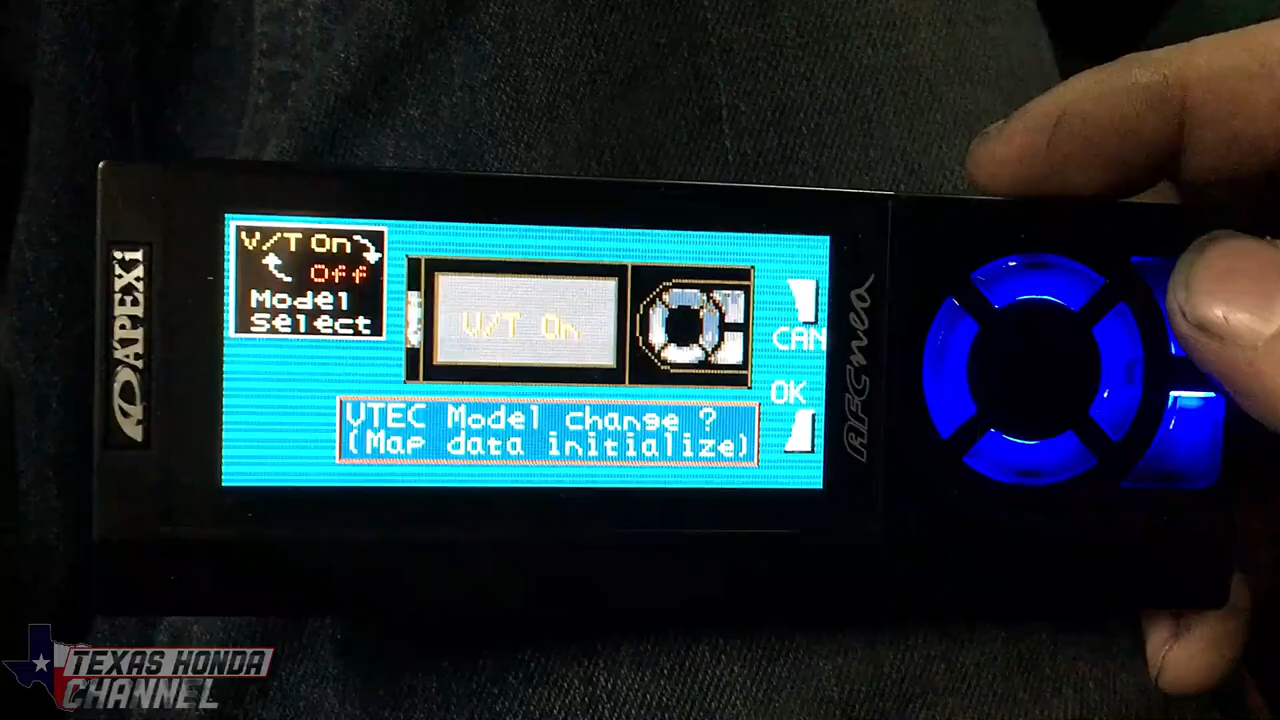 APEXi
V/T On
Off
Model
Select
V/T On
CAN
OK
VTEC Model change ?
(Map data initialize)
AFCneo
TEXAS HONDA
CHANNEL